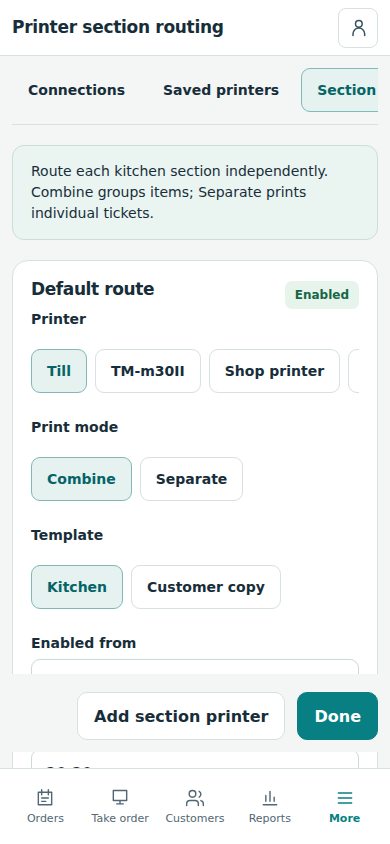 Printer section routing
Connections
Saved printers
Section
Route each kitchen section independently.
Combine groups items; Separate prints
individual tickets.
Default route
Enabled
Printer
Till
TM-m30II
Shop printer
Print mode
Combine
Separate
Template
Kitchen
Customer copy
Enabled from
Add section printer
Done
Orders
Take order
Customers
Reports
More